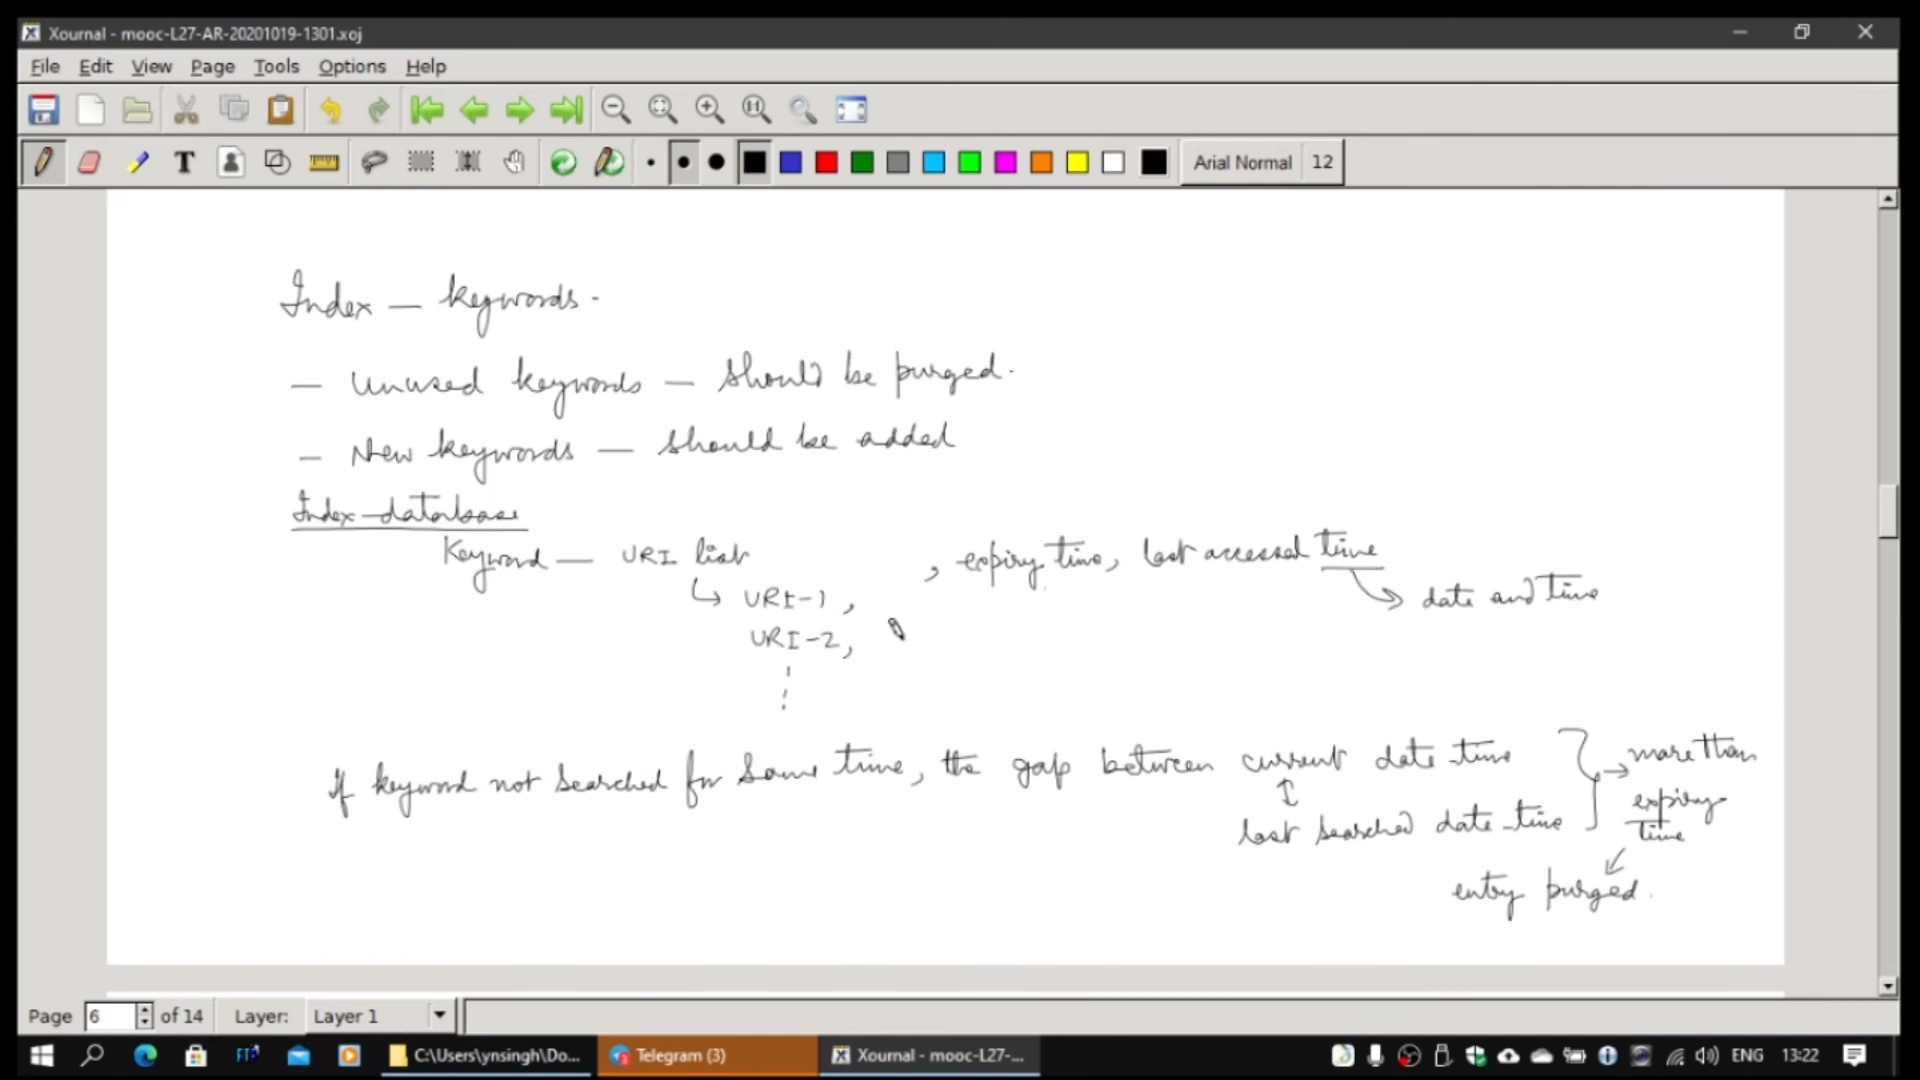 Xournal - mooc-L27-AR-20201019-1301.xoj
File Edit View Page Tools Options Help
T Arial Normal 12
Index — keywords.
— Unused keywords — should be purged.
— New keywords — should be added
Index-database
Keyword — URI list , expiry time, last accessed time
↳ URI-1, date and time
URI-2,
If keyword not searched for some time, the gap between current date-time → more than
last searched date-time expiry
time
entry purged.
Page 6 of 14 Layer: Layer 1
C:\Users\ynsingh\Do... Telegram (3) Xournal - mooc-L27-... ENG 13:22